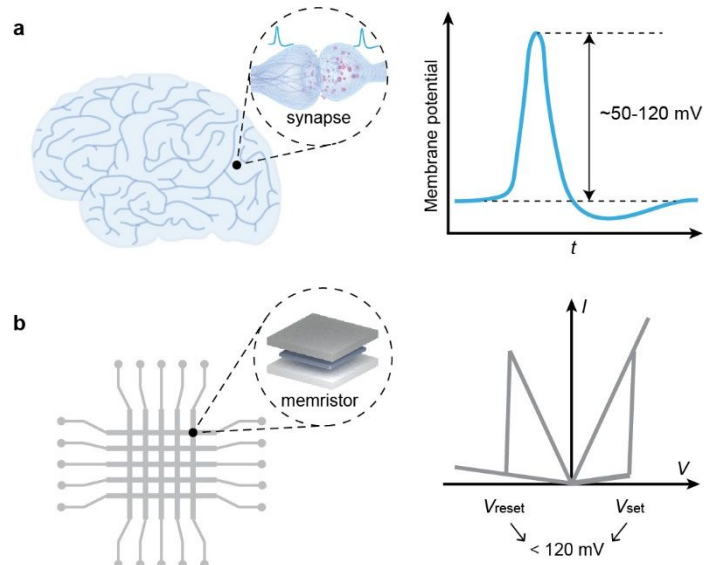 a
synapse
Membrane potential
~50-120 mV
t
b
memristor
I
V
Vreset
Vset
< 120 mV